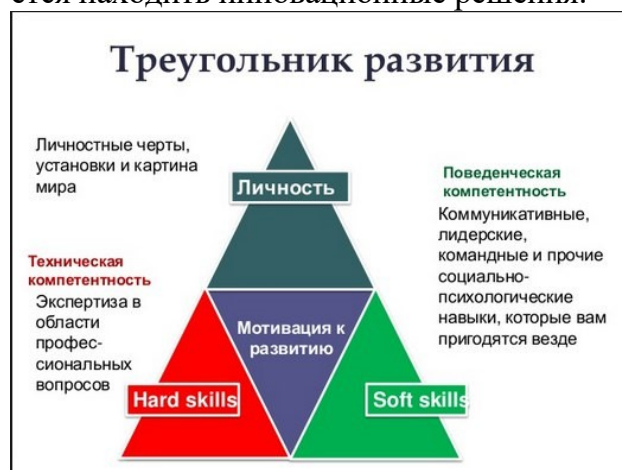 ется находить инновационные решения.
Треугольник развития
Личностные черты,
установки и картина
мира
Личность
Поведенческая
компетентность
Коммуникативные,
лидерские,
командные и прочие
социально-
психологические
навыки, которые вам
пригодятся везде
Техническая
компетентность
Экспертиза в
области
профес-
сиональных
вопросов
Мотивация к
развитию
Hard skills
Soft skills